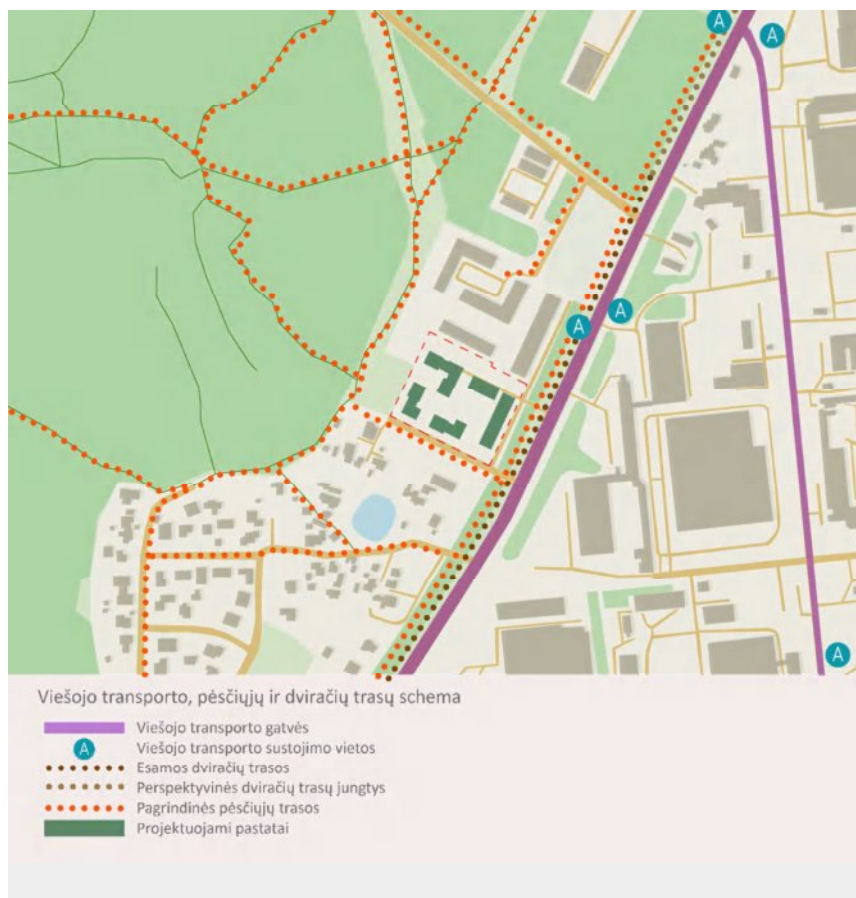 A
A
A
A
A
Viešojo transporto, pėsčiųjų ir dviračių trasų schema
Viešojo transporto gatvės
A Viešojo transporto sustojimo vietos
Esamos dviračių trasos
Perspektyvinės dviračių trasų jungtys
Pagrindinės pėsčiųjų trasos
Projektuojami pastatai